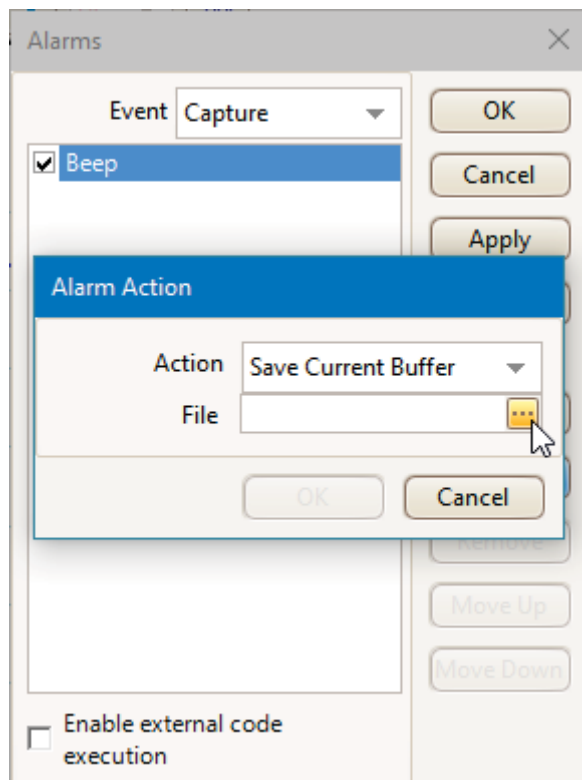 Alarms
Event Capture
OK
Beep
Cancel
Apply
Alarm Action
Action Save Current Buffer
File
OK Cancel
Remove
Move Up
Move Down
Enable external code
execution